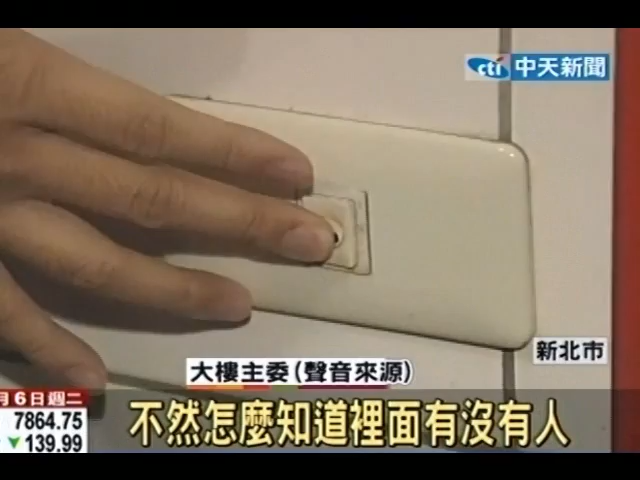 cti 中天新聞
新北市
大樓主委(聲音來源)
月6日週二
7864.75
▼139.99
不然怎麼知道裡面有沒有人